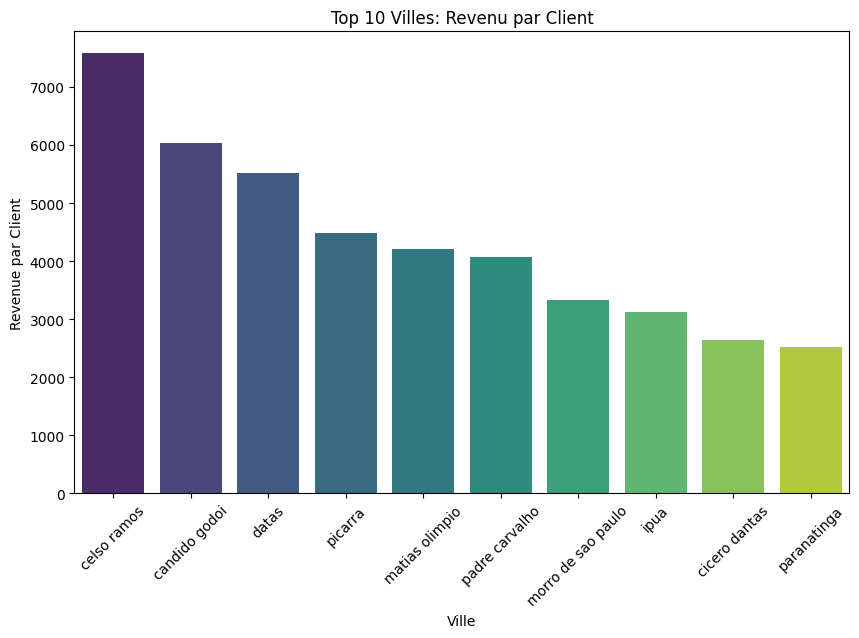 Top 10 Villes: Revenu par Client
Revenue par Client
7000
6000
5000
4000
3000
2000
1000
0
celso ramos
candido godoi
datas
picarra
matias olimpio
padre carvalho
morro de sao paulo
ipua
cicero dantas
paranatinga
Ville